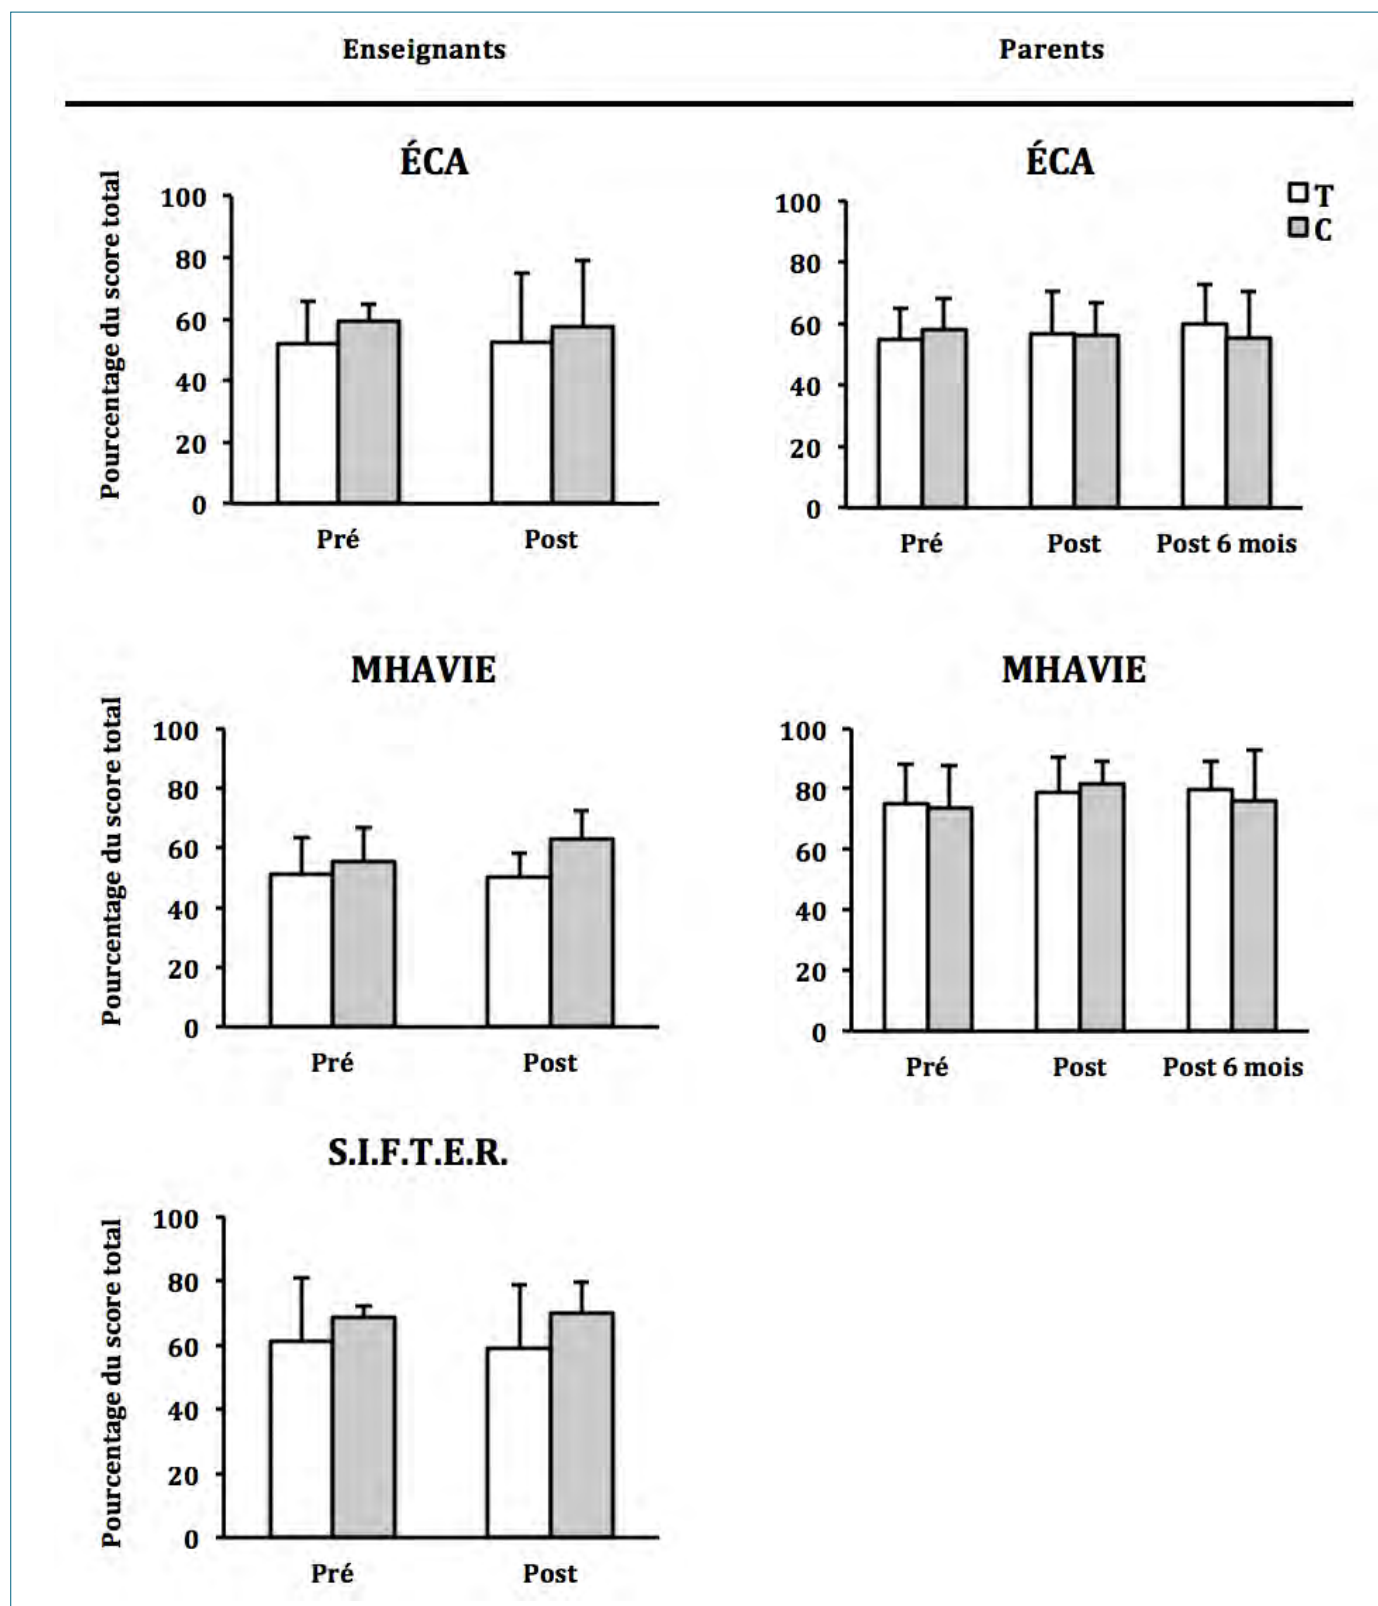 Enseignants
Parents
ÉCA
Pourcentage du score total
100
80
60
40
20
0
Pré
Post
ÉCA
T
C
100
80
60
40
20
0
Pré
Post
Post 6 mois
MHAVIE
Pourcentage du score total
100
80
60
40
20
0
Pré
Post
MHAVIE
100
80
60
40
20
0
Pré
Post
Post 6 mois
S.I.F.T.E.R.
Pourcentage du score total
100
80
60
40
20
0
Pré
Post